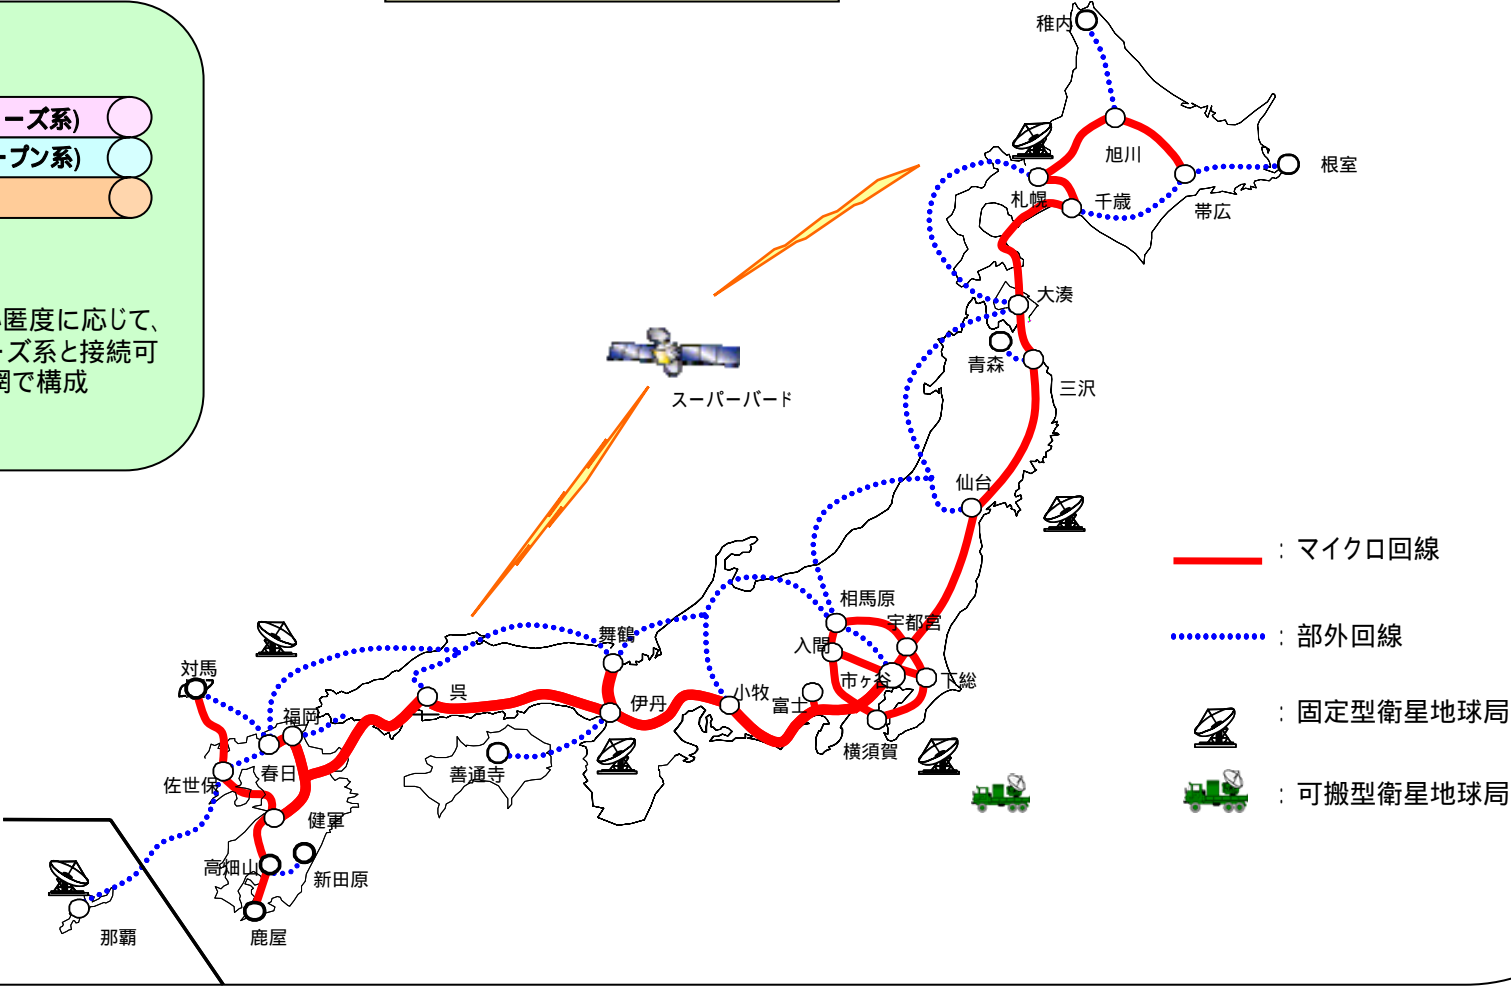 ーズ系)
ープン系)
匿度に応じて、
ーズ系と接続可
網で構成
稚内
旭川
根室
札幌
千歳
帯広
大湊
青森
三沢
スーパーバード
仙台
：マイクロ回線
相馬原
宇都宮
：部外回線
舞鶴
入間
対馬
市ヶ谷
下総
呉
伊丹
小牧
富士
福岡
：固定型衛星地球局
横須賀
善通寺
春日
佐世保
：可搬型衛星地球局
健軍
高畑山
新田原
那覇
鹿屋